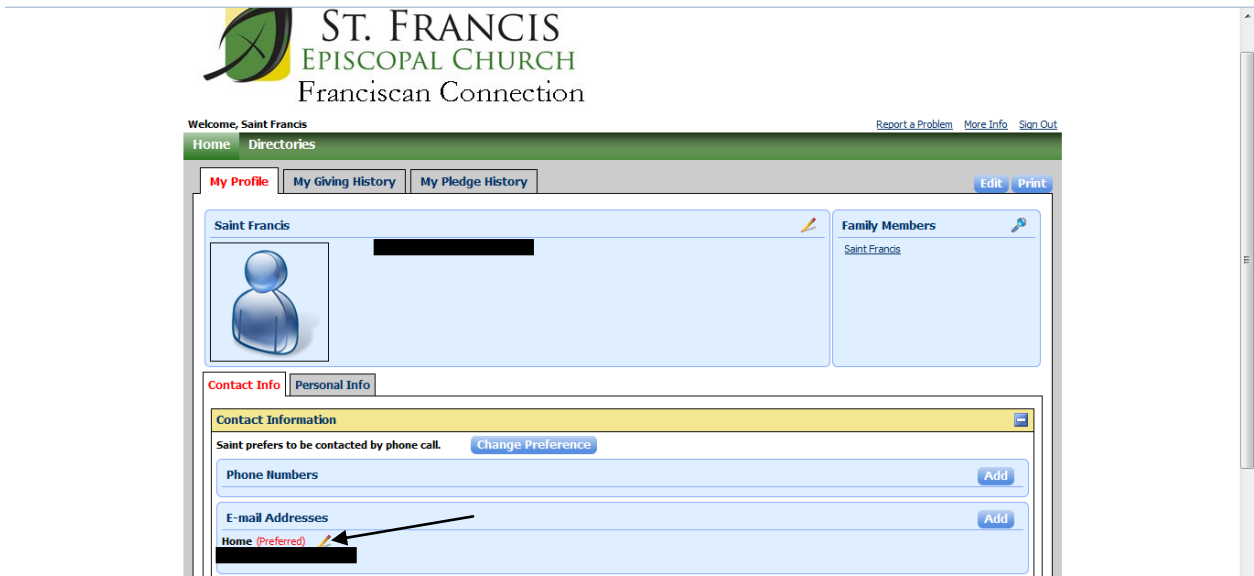 ST. FRANCIS
EPISCOPAL CHURCH
Franciscan Connection
Welcome, Saint Francis
Report a Problem More Info Sign Out
Home Directories
My Profile My Giving History My Pledge History
Edit Print
Saint Francis
Family Members
Saint Francis
Contact Info Personal Info
Contact Information
Saint prefers to be contacted by phone call. Change Preference
Phone Numbers Add
E-mail Addresses Add
Home (Preferred)